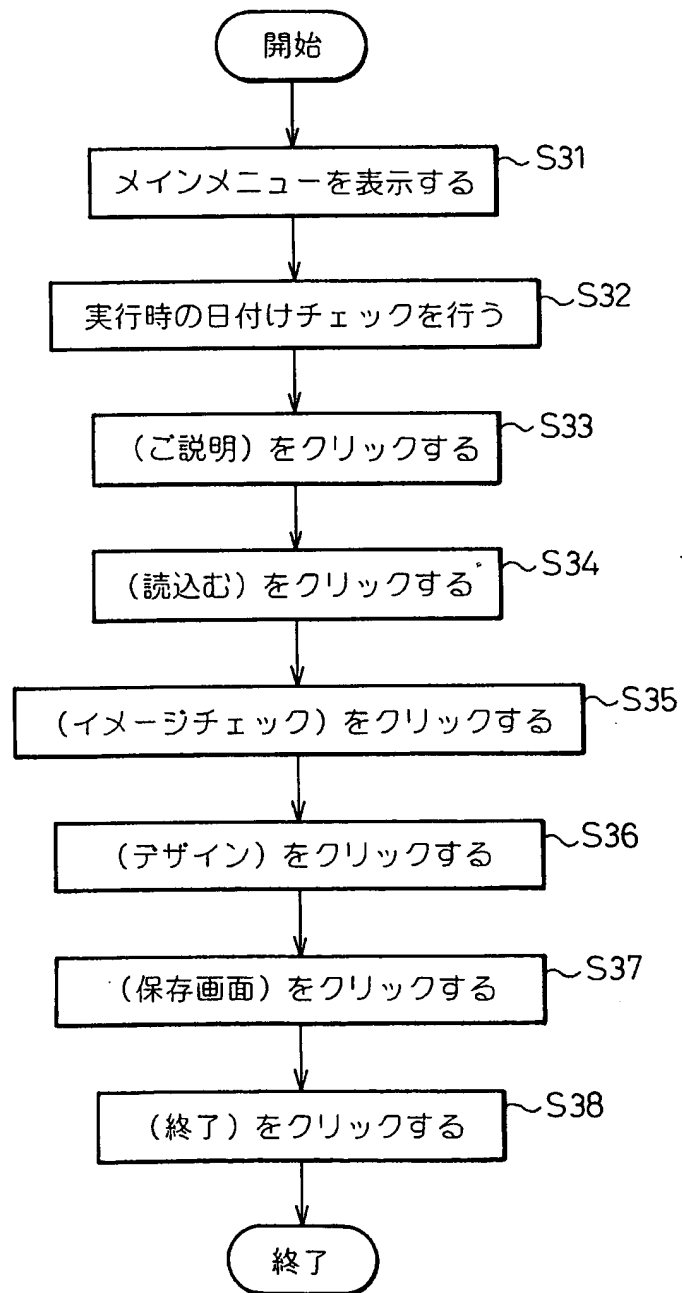 開始
メインメニューを表示する
S31
実行時の日付けチェックを行う
S32
(ご説明)をクリックする
S33
(読込む)をクリックする
S34
(イメージチェック)をクリックする
S35
(デザイン)をクリックする
S36
(保存画面)をクリックする
S37
(終了)をクリックする
S38
終了